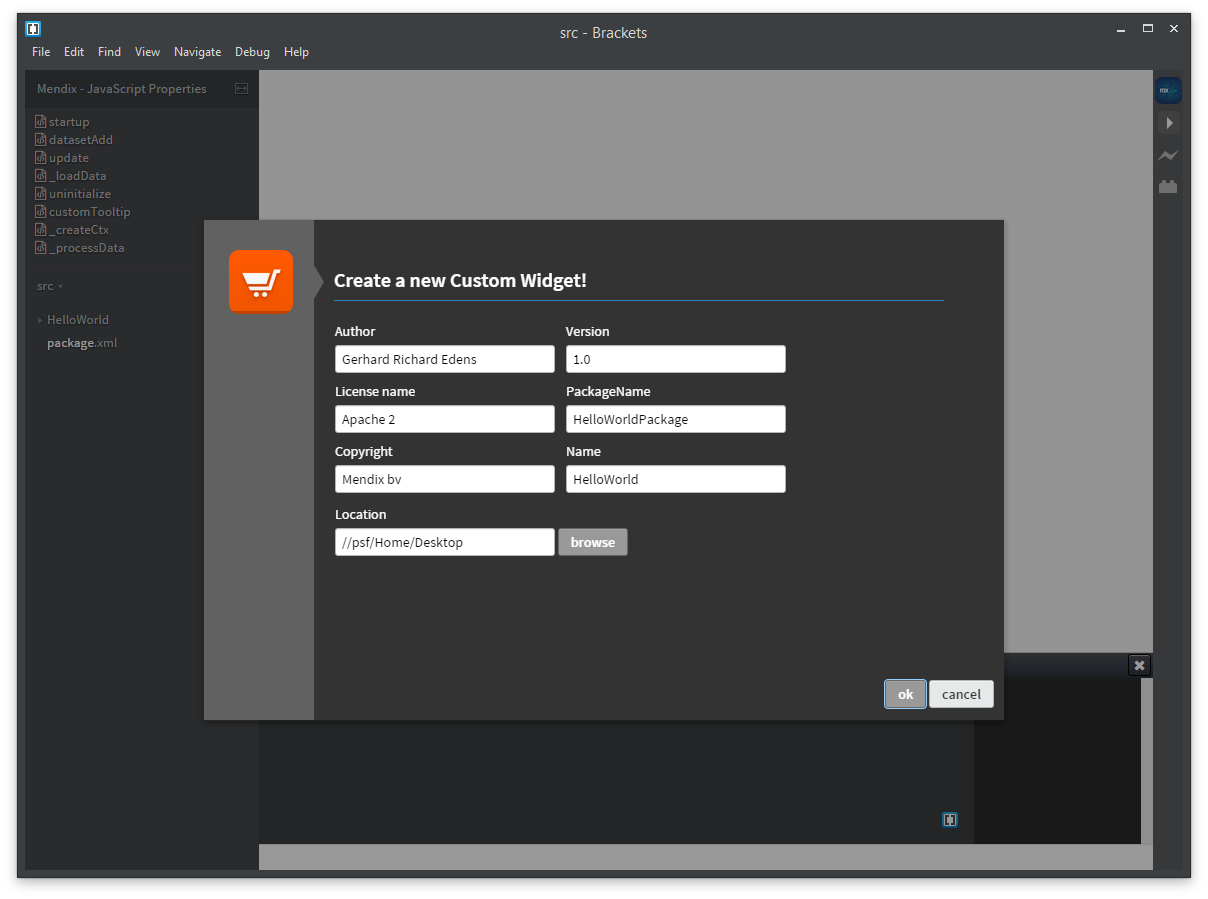 src - Brackets
File Edit Find View Navigate Debug Help
Mendix - JavaScript Properties
startup
datasetAdd
update
_loadData
uninitialize
customTooltip
_createCtx
_processData
src
HelloWorld
package.xml
mx
Create a new Custom Widget!
Author Version
Gerhard Richard Edens 1.0
License name PackageName
Apache 2 HelloWorldPackage
Copyright Name
Mendix bv HelloWorld
Location
//psf/Home/Desktop browse
ok cancel